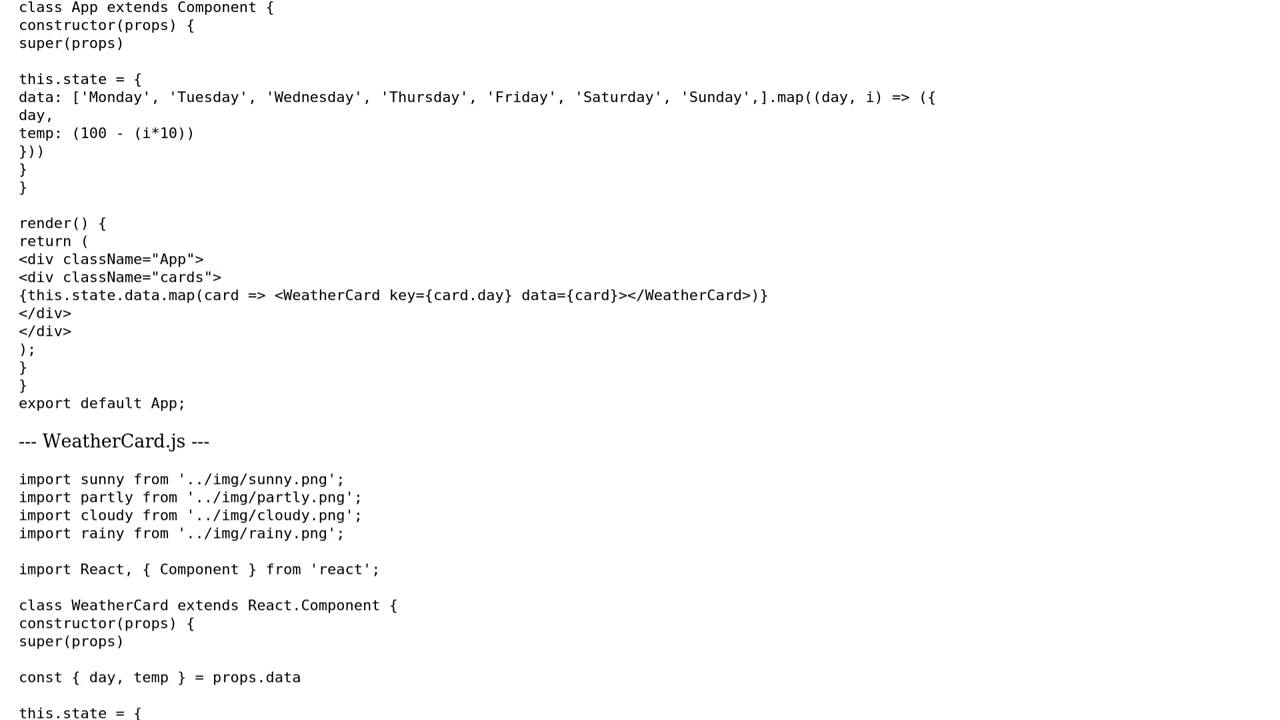 class App extends Component {
constructor(props) {
super(props)
this.state = {
data: ['Monday', 'Tuesday', 'Wednesday', 'Thursday', 'Friday', 'Saturday', 'Sunday',].map((day, i) => ({
day,
temp: (100 - (i*10))
}))
}
}
render() {
return (
<div className="App">
<div className="cards">
{this.state.data.map(card => <WeatherCard key={card.day} data={card}></WeatherCard>)}
</div>
</div>
);
}
}
export default App;
--- WeatherCard.js ---
import sunny from '../img/sunny.png';
import partly from '../img/partly.png';
import cloudy from '../img/cloudy.png';
import rainy from '../img/rainy.png';
import React, { Component } from 'react';
class WeatherCard extends React.Component {
constructor(props) {
super(props)
const { day, temp } = props.data
this.state = {